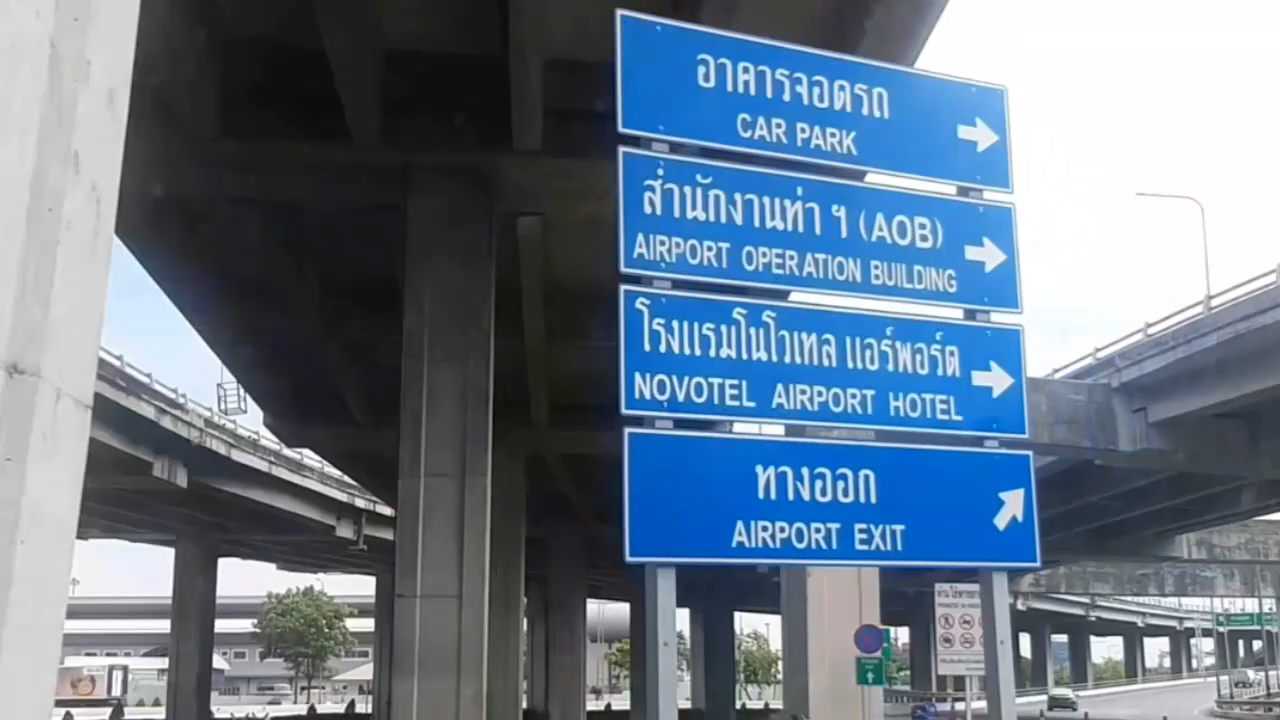 อาคารจอดรถ
CAR PARK
สำนักงานท่า ฯ (AOB)
AIRPORT OPERATION BUILDING
โรงแรมโนโวเทล แอร์พอร์ต
NOVOTEL AIRPORT HOTEL
ทางออก
AIRPORT EXIT